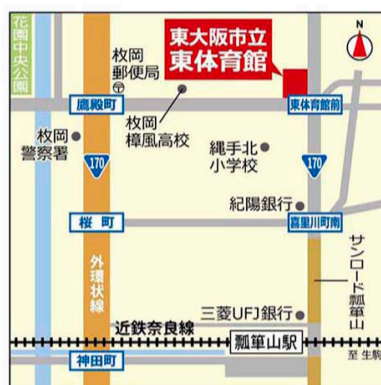 花園中央公園
枚岡
郵便局
東大阪市立
東体育館
N
鷹殿町
東体育館前
枚岡
警察署
枚岡
樟風高校
縄手北
小学校
170
170
紀陽銀行
桜町
喜里川町南
外環状線
サンロード瓢箪山
三菱UFJ銀行
近鉄奈良線
瓢箪山駅
至 生駒
神田町